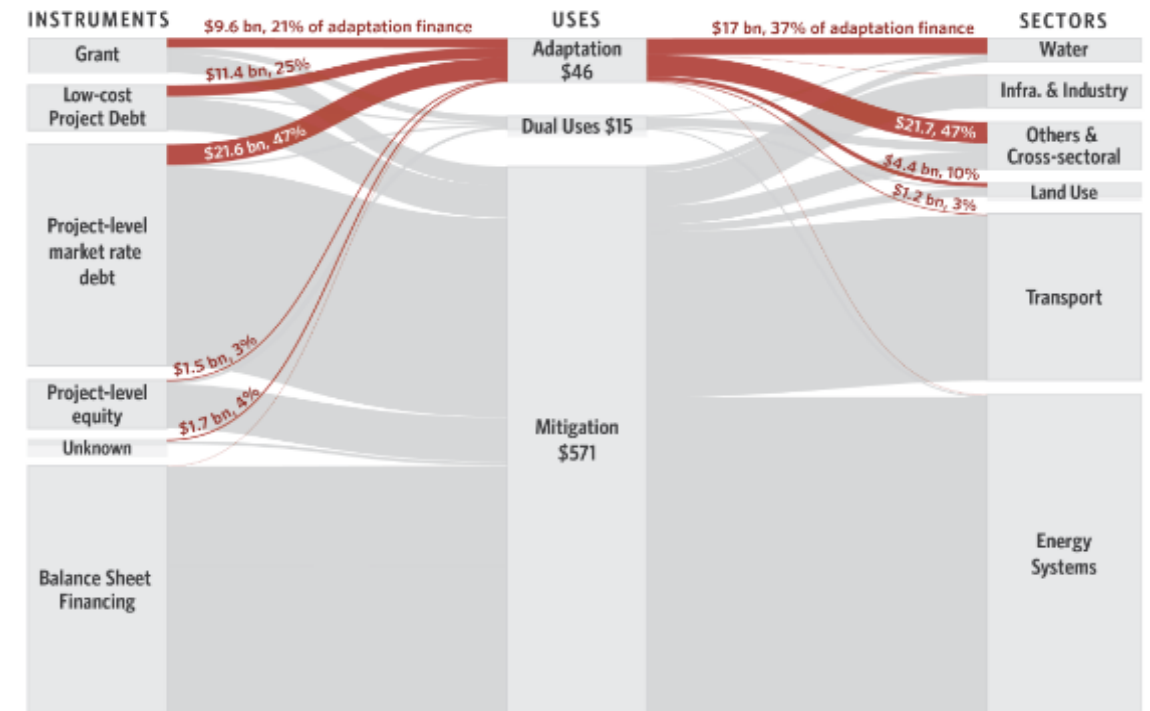 INSTRUMENTS
USES
SECTORS
$9.6 bn, 21% of adaptation finance
$17 bn, 37% of adaptation finance
Grant
Adaptation
$46
Water
$11.4 bn, 25%
Low-cost
Project Debt
Infra. & Industry
Dual Uses $15
$21.6 bn, 47%
$21.7, 47%
Others &
Cross-sectoral
$4.4 bn, 10%
Land Use
$1.2 bn, 3%
Project-level
market rate
debt
Transport
$1.5 bn, 3%
Project-level
equity
$1.7 bn, 4%
Unknown
Mitigation
$571
Energy
Systems
Balance Sheet
Financing